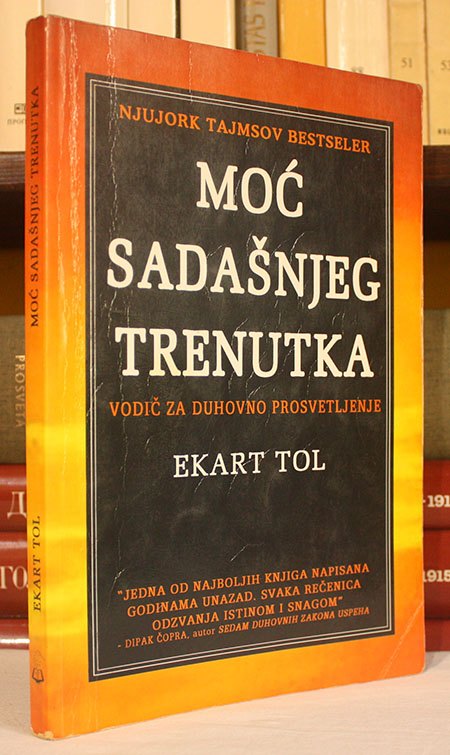 NJUJORK TAJMSOV BESTSELER
MOĆ
SADAŠNJEG
TRENUTKA
VODIČ ZA DUHOVNO PROSVETLJENJE
EKART TOL
"JEDNA OD NAJBOLJIH KNJIGA NAPISANA
GODINAMA UNAZAD. SVAKA REČENICA
ODZVANJA ISTINOM I SNAGOM"
- DIPAK ČOPRA, autor SEDAM DUHOVNIH ZAKONA USPEHA
MOĆ SADAŠNJEG TRENUTKA
EKART TOL
PROSVETA
51